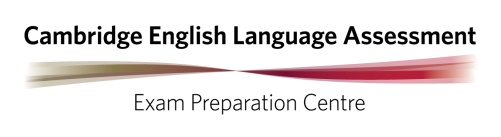 Cambridge English Language Assessment
Exam Preparation Centre